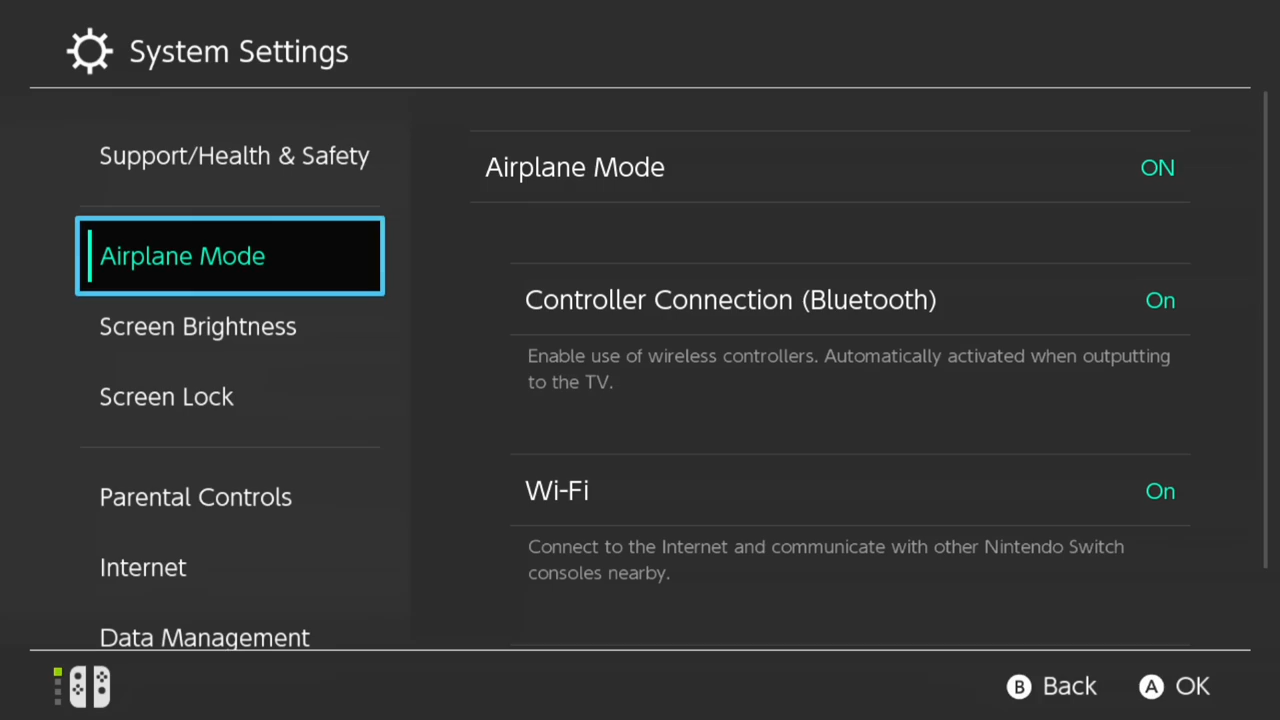 System Settings
Support/Health & Safety
Airplane Mode
Screen Brightness
Screen Lock
Parental Controls
Internet
Data Management
Airplane Mode ON
Controller Connection (Bluetooth) On
Enable use of wireless controllers. Automatically activated when outputting
to the TV.
Wi-Fi On
Connect to the Internet and communicate with other Nintendo Switch
consoles nearby.
B Back A OK